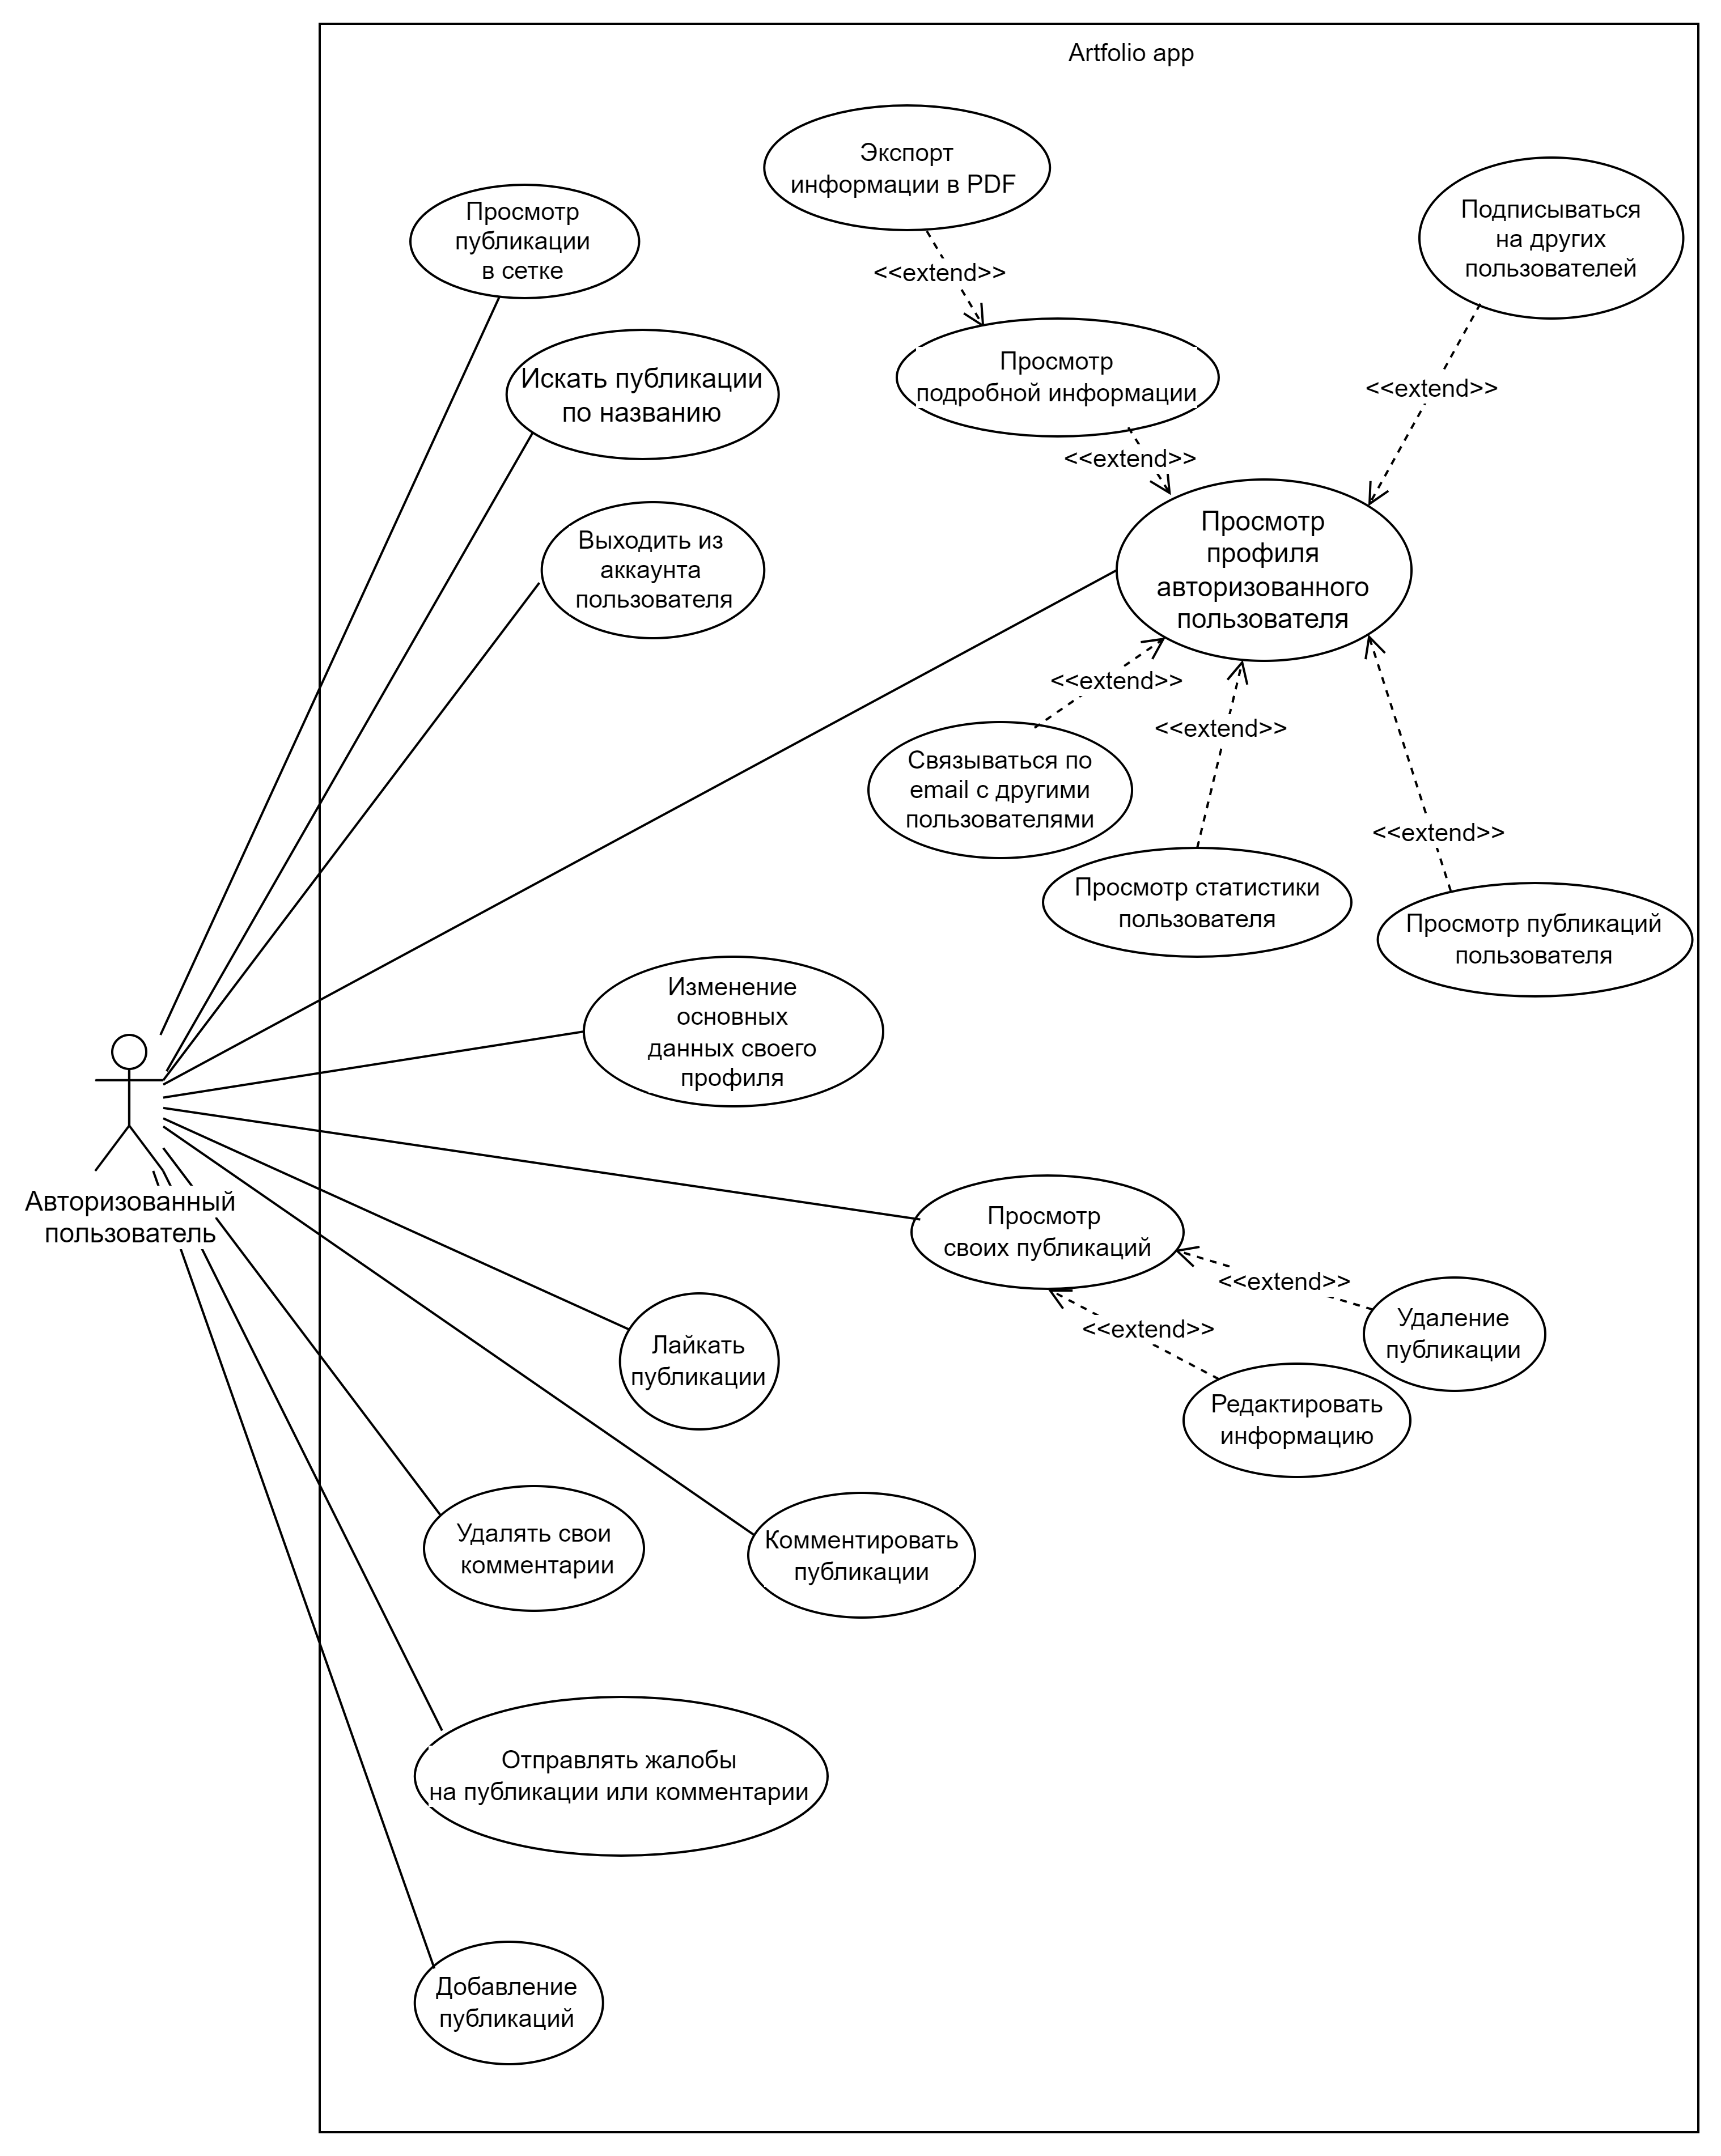 Artfolio app
Экспорт
информации в PDF
Просмотр
публикации
в сетке
Подписываться
на других
пользователей
<<extend>>
Искать публикации
по названию
Просмотр
подробной информации
<<extend>>
<<extend>>
Выходить из
аккаунта
пользователя
Просмотр
профиля
авторизованного
пользователя
<<extend>>
<<extend>>
Связываться по
email с другими
пользователями
<<extend>>
Просмотр статистики
пользователя
Просмотр публикаций
пользователя
Изменение
основных
данных своего
профиля
Авторизованный
пользователь
Просмотр
своих публикаций
<<extend>>
<<extend>>
Удаление
публикации
Лайкать
публикации
Редактировать
информацию
Удалять свои
комментарии
Комментировать
публикации
Отправлять жалобы
на публикации или комментарии
Добавление
публикаций